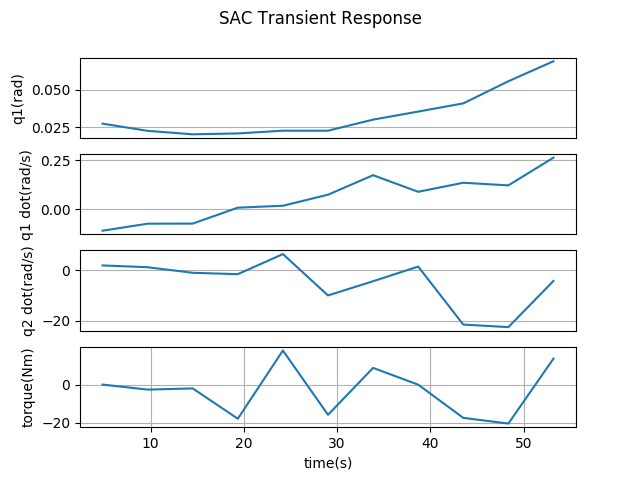 SAC Transient Response
q1(rad)
0.050
0.025
q1 dot(rad/s)
0.25
0.00
q2 dot(rad/s)
0
−20
torque(Nm)
0
−20
10 20 30 40 50
time(s)